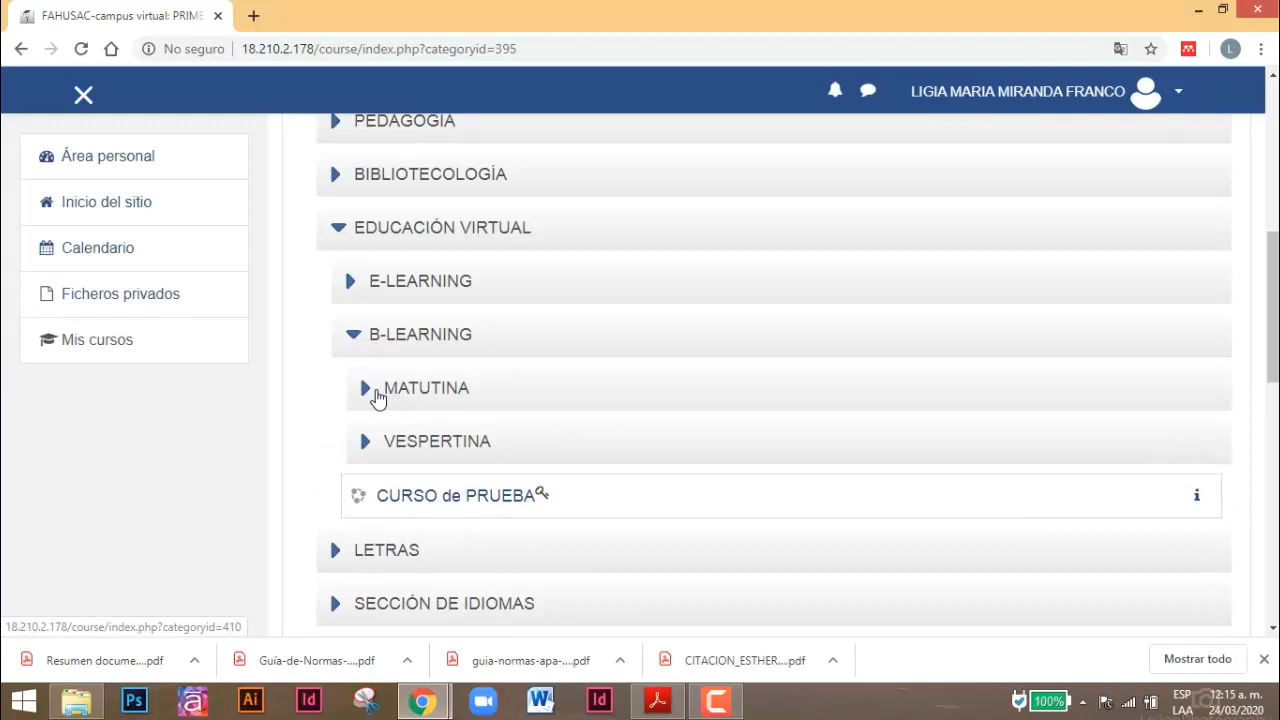 FAHUSAC-campus virtual: PRIME
No seguro
18.210.2.178/course/index.php?categoryid=395
L
LIGIA MARIA MIRANDA FRANCO
Área personal
Inicio del sitio
Calendario
Ficheros privados
Mis cursos
PEDAGOGÍA
BIBLIOTECOLOGÍA
EDUCACIÓN VIRTUAL
E-LEARNING
B-LEARNING
MATUTINA
VESPERTINA
CURSO de PRUEBA
LETRAS
SECCIÓN DE IDIOMAS
18.210.2.178/course/index.php?categoryid=410
Resumen docume....pdf
Guía-de-Normas-....pdf
guia-normas-apa-....pdf
CITACION_ESTHER....pdf
Mostrar todo
Ps
Ai
Id
W
Id
100%
ESP
LAA
12:15 a. m.
24/03/2020